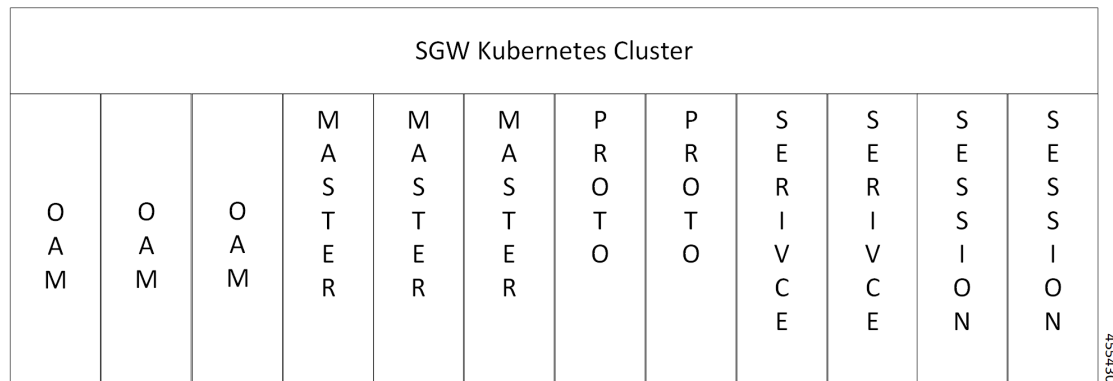 SGW Kubernetes Cluster
OAM
OAM
OAM
MASTER
MASTER
MASTER
PROTO
PROTO
SERIVCE
SERIVCE
SESSION
SESSION